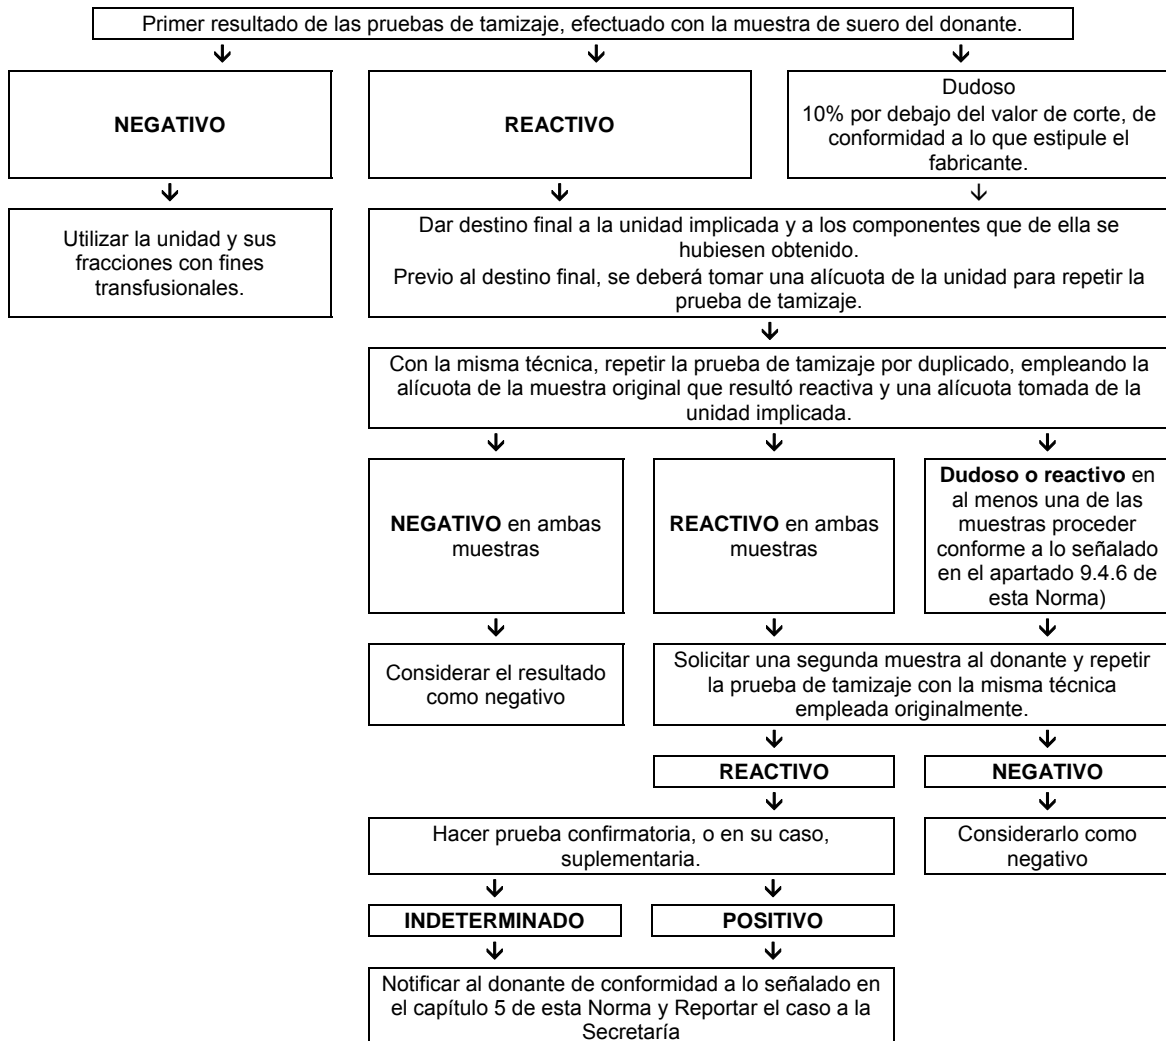 Primer resultado de las pruebas de tamizaje, efectuado con la muestra de suero del donante.
NEGATIVO
REACTIVO
Dudoso
10% por debajo del valor de corte, de
conformidad a lo que estipule el
fabricante.
Utilizar la unidad y sus
fracciones con fines
transfusionales.
Dar destino final a la unidad implicada y a los componentes que de ella se
hubiesen obtenido.
Previo al destino final, se deberá tomar una alícuota de la unidad para repetir la
prueba de tamizaje.
Con la misma técnica, repetir la prueba de tamizaje por duplicado, empleando la
alícuota de la muestra original que resultó reactiva y una alícuota tomada de la
unidad implicada.
NEGATIVO en ambas
muestras
REACTIVO en ambas
muestras
Dudoso o reactivo en
al menos una de las
muestras proceder
conforme a lo señalado
en el apartado 9.4.6 de
esta Norma)
Considerar el resultado
como negativo
Solicitar una segunda muestra al donante y repetir
la prueba de tamizaje con la misma técnica
empleada originalmente.
REACTIVO
NEGATIVO
Hacer prueba confirmatoria, o en su caso,
suplementaria.
Considerarlo como
negativo
INDETERMINADO
POSITIVO
Notificar al donante de conformidad a lo señalado en
el capítulo 5 de esta Norma y Reportar el caso a la
Secretaría